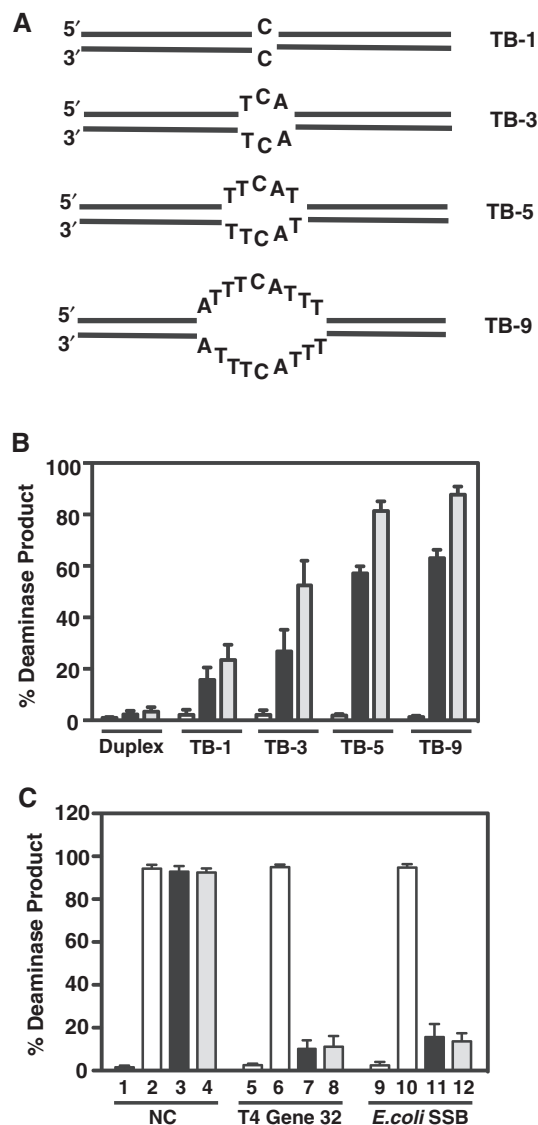 A
5′ C
3′ C
TB-1
5′ T C A
3′ T C A
TB-3
5′ T T C A T
3′ T T C A T
TB-5
5′ A T T T C A T T T
3′ A T T T C A T T T
TB-9
B
% Deaminase Product
100
80
60
40
20
0
Duplex TB-1 TB-3 TB-5 TB-9
C
% Deaminase Product
120
100
80
60
40
20
0
1 2 3 4 5 6 7 8 9 10 11 12
NC T4 Gene 32 E.coli SSB